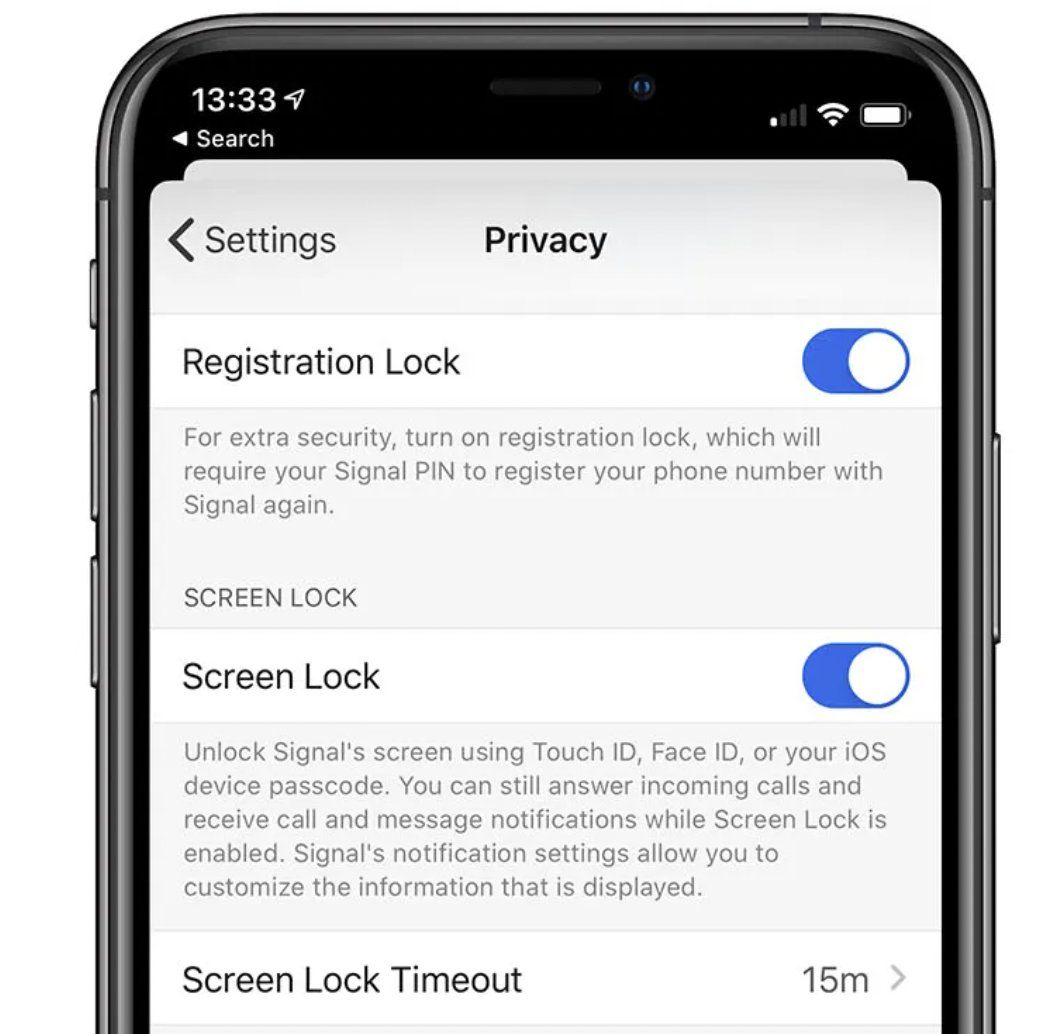 13:33
Search
Settings
Privacy
Registration Lock
For extra security, turn on registration lock, which will
require your Signal PIN to register your phone number with
Signal again.
SCREEN LOCK
Screen Lock
Unlock Signal's screen using Touch ID, Face ID, or your iOS
device passcode. You can still answer incoming calls and
receive call and message notifications while Screen Lock is
enabled. Signal's notification settings allow you to
customize the information that is displayed.
Screen Lock Timeout
15m